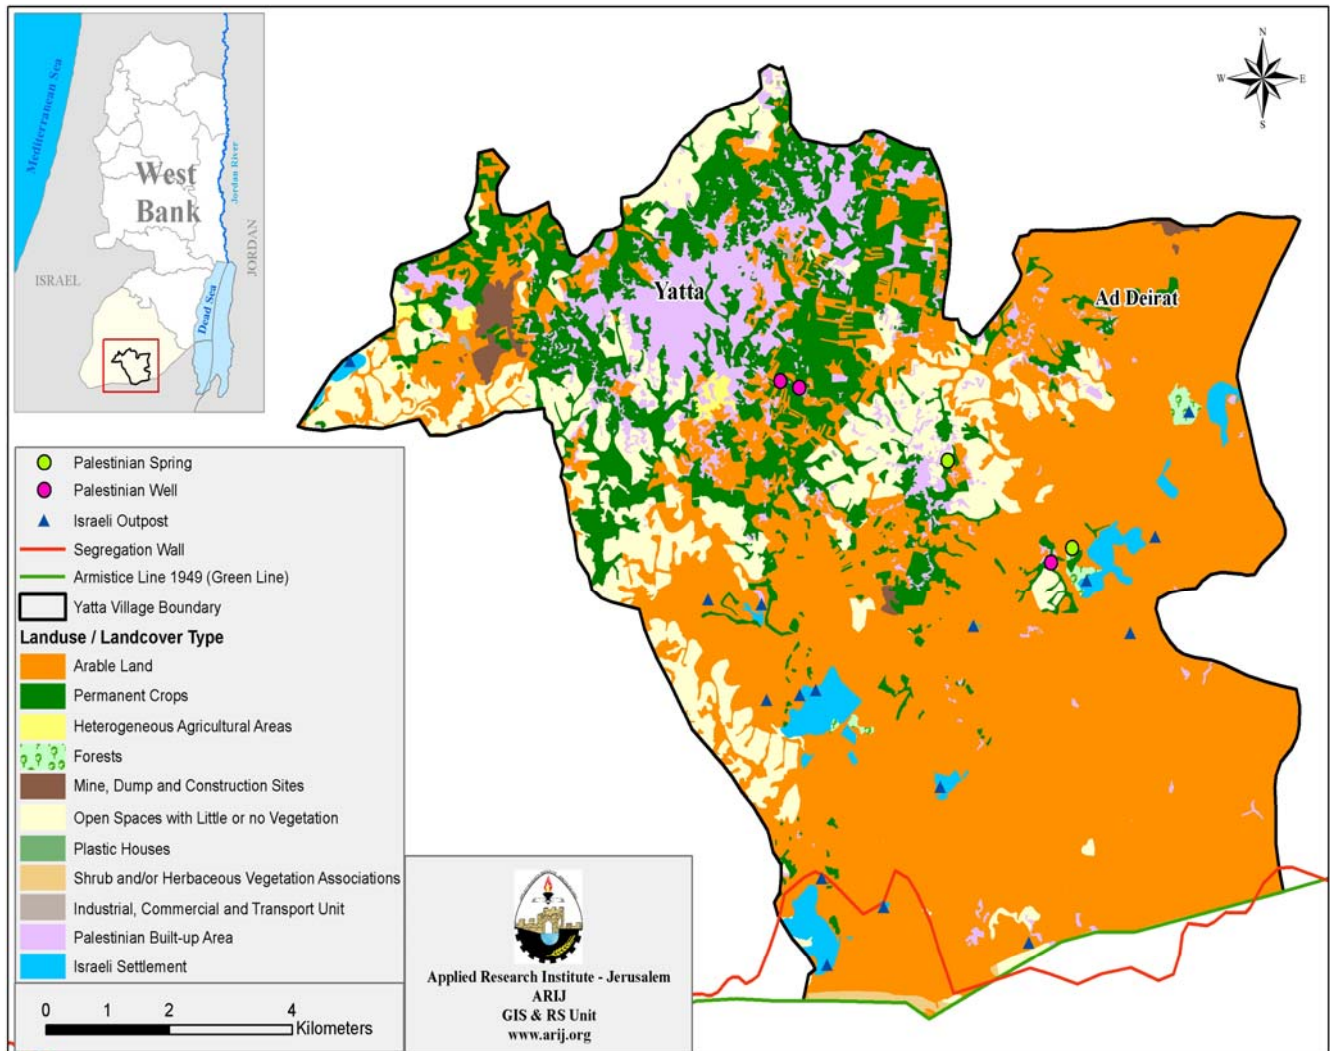 Mediterranean Sea
West
Bank
Jordan River
ISRAEL
JORDAN
Dead Sea
N
W
E
S
Yatta
Ad Deirat
Palestinian Spring
Palestinian Well
Israeli Outpost
Segregation Wall
Armistice Line 1949 (Green Line)
Yatta Village Boundary
Landuse / Landcover Type
Arable Land
Permanent Crops
Heterogeneous Agricultural Areas
Forests
Mine, Dump and Construction Sites
Open Spaces with Little or no Vegetation
Plastic Houses
Shrub and/or Herbaceous Vegetation Associations
Industrial, Commercial and Transport Unit
Palestinian Built-up Area
Israeli Settlement
0 1 2 4
Kilometers
Applied Research Institute - Jerusalem
ARIJ
GIS & RS Unit
www.arij.org